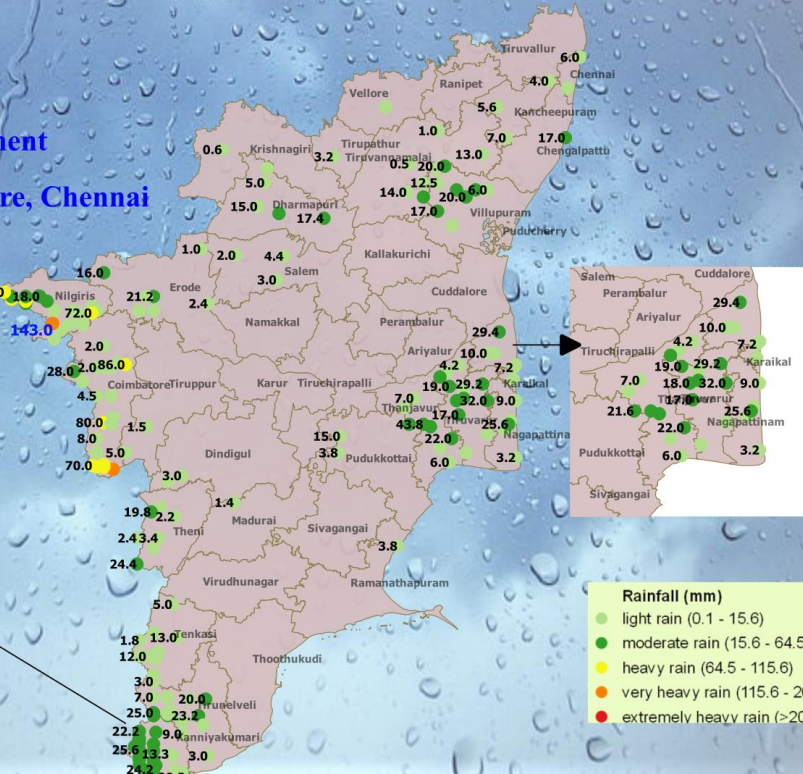 Tiruvallur
6.0
4.0
Chennai
Vellore
Ranipet
5.6
Kancheepuram
1.0
7.0
17.0
Chengalpattu
ment
re, Chennai
0.6
Krishnagiri
3.2
Tirupathur
Tiruvannamalai
13.0
0.5
20.0
5.0
12.5
14.0
6.0
20.0
15.0
Dharmapuri
17.4
17.0
Villupuram
Puducherry
1.0
2.0
4.4
Kallakurichi
16.0
Salem
3.0
Cuddalore
18.0
Nilgiris
21.2
Erode
2.4
72.0
143.0
Namakkal
Perambalur
29.4
2.0
Ariyalur
10.0
28.0
2.0
86.0
4.2
7.2
Coimbatore
Tiruppur
Karur
Tiruchirapalli
19.0
29.2
Karaikal
4.5
7.0
32.0
9.0
Thanjavur
17.0
80.0
1.5
43.8
25.6
8.0
15.0
22.0
Nagapattina
5.0
Dindigul
3.8
Pudukkottai
6.0
3.2
70.0
3.0
19.8
2.2
1.4
Madurai
Sivagangai
Theni
2.4
3.4
3.8
24.4
Virudhunagar
Ramanathapuram
5.0
Tenkasi
1.8
13.0
12.0
Thoothukudi
3.0
7.0
20.0
Tirunelveli
25.0
23.2
22.2
9.0
Kanniyakumari
25.6
13.3
3.0
24.2
Salem
Cuddalore
Perambalur
29.4
Ariyalur
10.0
4.2
7.2
Tiruchirapalli
19.0
29.2
Karaikal
7.0
18.0
32.0
9.0
17.0
21.6
25.6
22.0
Nagapattinam
Pudukkottai
6.0
3.2
Sivagangai
Rainfall (mm)
light rain (0.1 - 15.6)
moderate rain (15.6 - 64.5
heavy rain (64.5 - 115.6)
very heavy rain (115.6 - 20
extremely heavy rain (>20